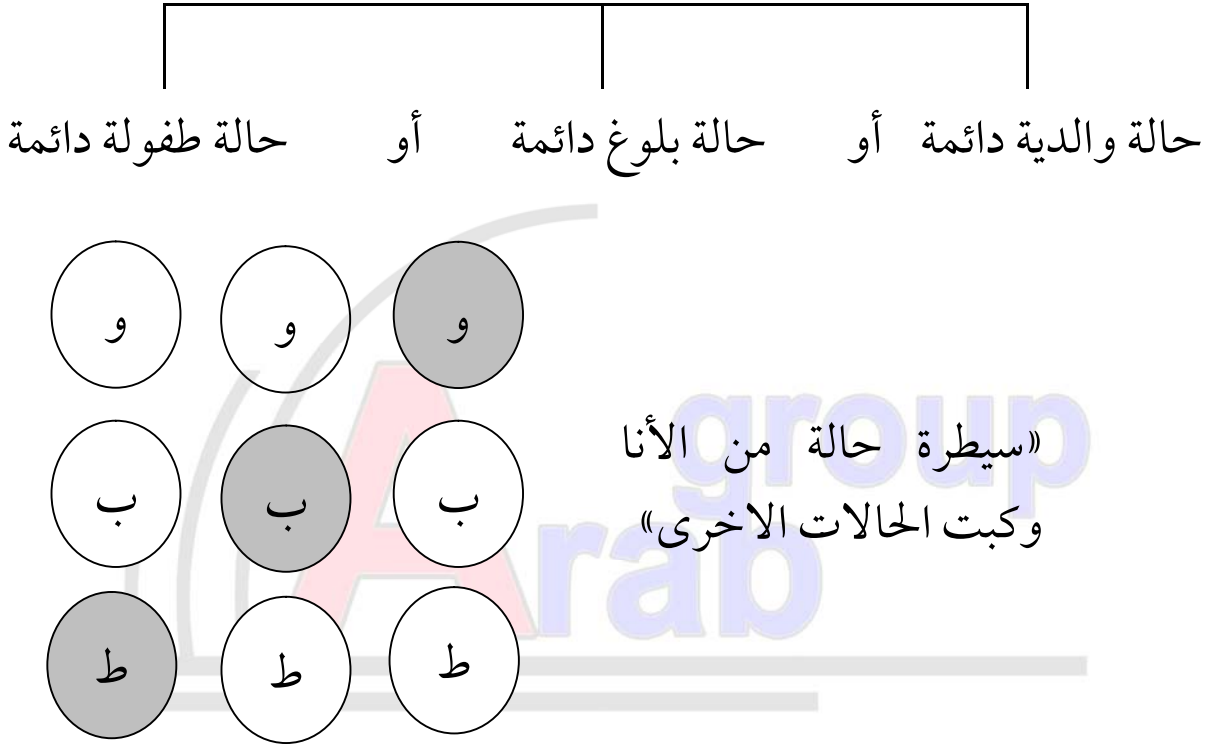 حالة والدية دائمة أو حالة بلوغ دائمة أو حالة طفولة دائمة
و و و
«سيطرة حالة من الأنا
وكبت الحالات الاخرى»
ب ب ب
ط ط ط
group
Arab